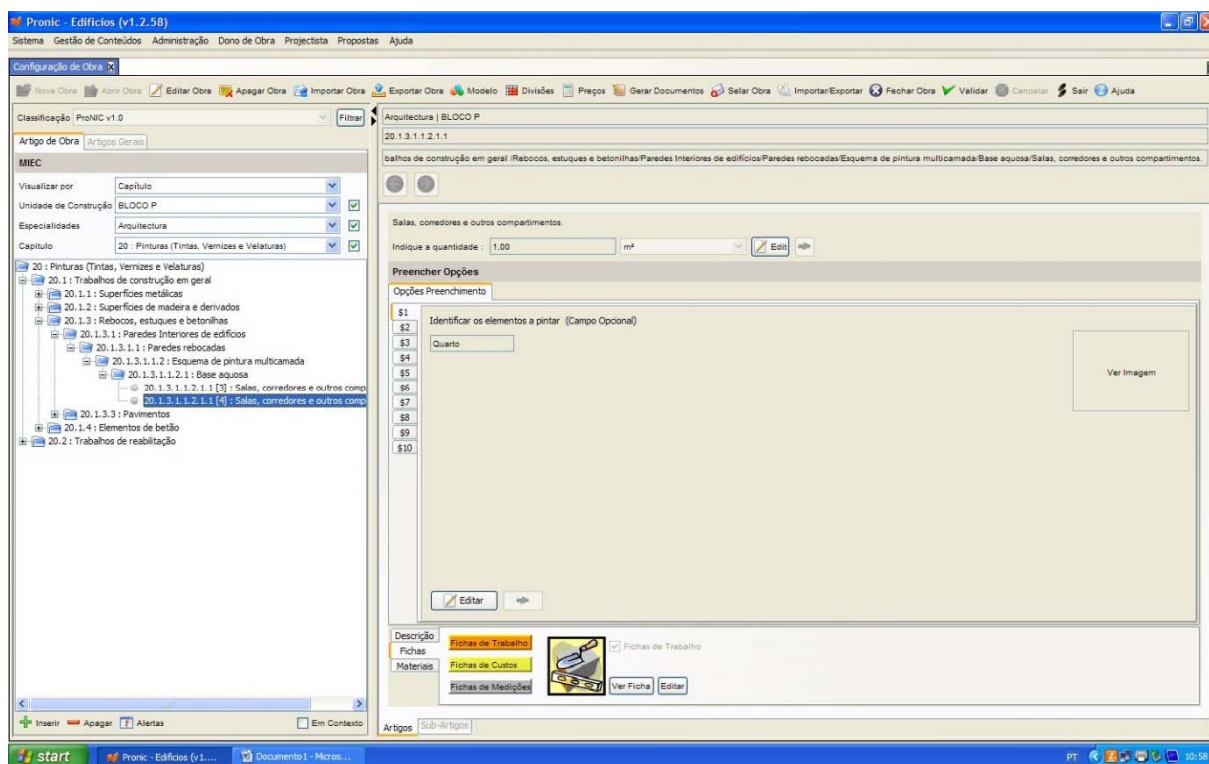 Pronic - Edificios (v1.2.58)
Sistema Gestão de Conteúdos Administração Dono de Obra Projectista Propostas Ajuda
Configuração de Obra
Nova Obra Abrir Obra Editar Obra Apagar Obra Importar Obra Exportar Obra Modelo Divisões Preços Gerar Documentos Selar Obra Importar/Exportar Fechar Obra Validar Cancelar Sair Ajuda
Classificação ProNIC v1.0 Filtrar
Artigo de Obra Artigos Gerais
MIEC
Visualizar por Capítulo
Unidade de Construção BLOCO P
Especialidades Arquitectura
Capitulo 20 : Pinturas (Tintas, Vernizes e Velaturas)
20 : Pinturas (Tintas, Vernizes e Velaturas)
20.1 : Trabalhos de construção em geral
20.1.1 : Superfícies metálicas
20.1.2 : Superfícies de madeira e derivados
20.1.3 : Rebocos, estuques e betonilhas
20.1.3.1 : Paredes Interiores de edifícios
20.1.3.1.1 : Paredes rebocadas
20.1.3.1.1.2 : Esquema de pintura multicamada
20.1.3.1.1.2.1 : Base aquosa
20.1.3.1.1.2.1.1 [3] : Salas, corredores e outros comp
20.1.3.1.1.2.1.1 [4] : Salas, corredores e outros comp
20.1.3.3 : Pavimentos
20.1.4 : Elementos de betão
20.2 : Trabalhos de reabilitação
Inserir Apagar Alertas Em Contexto
Arquitectura | BLOCO P
20.1.3.1.1.2.1.1
balhos de construção em geral /Rebocos, estuques e betonilhas/Paredes Interiores de edifícios/Paredes rebocadas/Esquema de pintura multicamada/Base aquosa/Salas, corredores e outros compartimentos.
Salas, corredores e outros compartimentos.
Indique a quantidade : 1,00 m² Edit
Preencher Opções
Opções Preenchimento
$1
$2
$3
$4
$5
$6
$7
$8
$9
$10
Identificar os elementos a pintar (Campo Opcional)
Quarto
Ver Imagem
Editar
Descrição
Fichas
Materiais
Fichas de Trabalho
Fichas de Custos
Fichas de Medições
Fichas de Trabalho
Ver Ficha Editar
Artigos Sub-Artigos
start Pronic - Edificios (v1.... Documento1 - Micros... PT 10:58